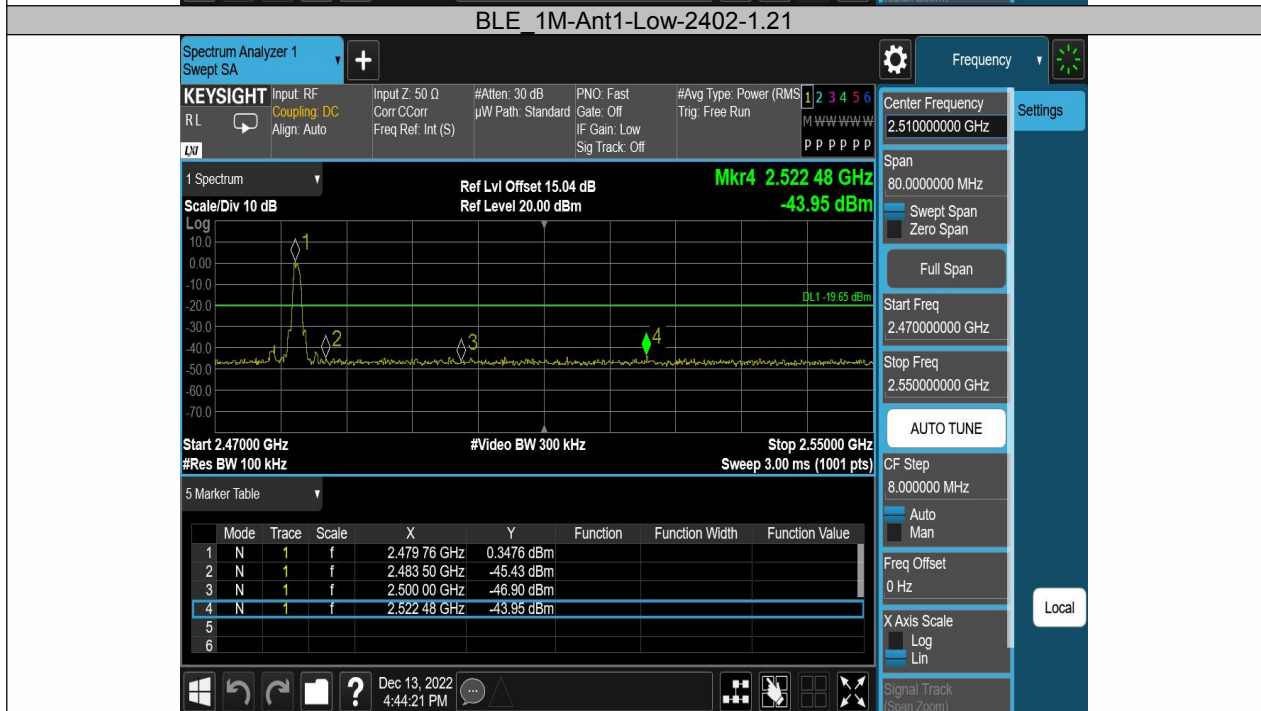 (Span Zoom)
BLE_1M-Ant1-Low-2402-1.21
Spectrum Analyzer 1
Swept SA
+
Frequency
KEYSIGHT
RL
LXI
Input: RF
Coupling: DC
Align: Auto
Input Z: 50 Ω
Corr CCorr
Freq Ref: Int (S)
#Atten: 30 dB
µW Path: Standard
PNO: Fast
Gate: Off
IF Gain: Low
Sig Track: Off
#Avg Type: Power (RMS
Trig: Free Run
1 2 3 4 5 6
M W W W W W
P P P P P P
Center Frequency
2.510000000 GHz
Settings
Span
80.0000000 MHz
Swept Span
Zero Span
Full Span
Start Freq
2.470000000 GHz
Stop Freq
2.550000000 GHz
AUTO TUNE
CF Step
8.000000 MHz
Auto
Man
Freq Offset
0 Hz
X Axis Scale
Log
Lin
Local
Signal Track
(Span Zoom)
1 Spectrum
Scale/Div 10 dB
Ref Lvl Offset 15.04 dB
Ref Level 20.00 dBm
Mkr4 2.522 48 GHz
-43.95 dBm
Log
10.0
0.00
-10.0
-20.0
-30.0
-40.0
-50.0
-60.0
-70.0
1
2
3
4
DL1 -19.65 dBm
Start 2.47000 GHz
#Video BW 300 kHz
Stop 2.55000 GHz
#Res BW 100 kHz
Sweep 3.00 ms (1001 pts)
5 Marker Table
Mode Trace Scale X Y Function Function Width Function Value
1 N 1 f 2.479 76 GHz 0.3476 dBm
2 N 1 f 2.483 50 GHz -45.43 dBm
3 N 1 f 2.500 00 GHz -46.90 dBm
4 N 1 f 2.522 48 GHz -43.95 dBm
5
6
?
Dec 13, 2022
4:44:21 PM